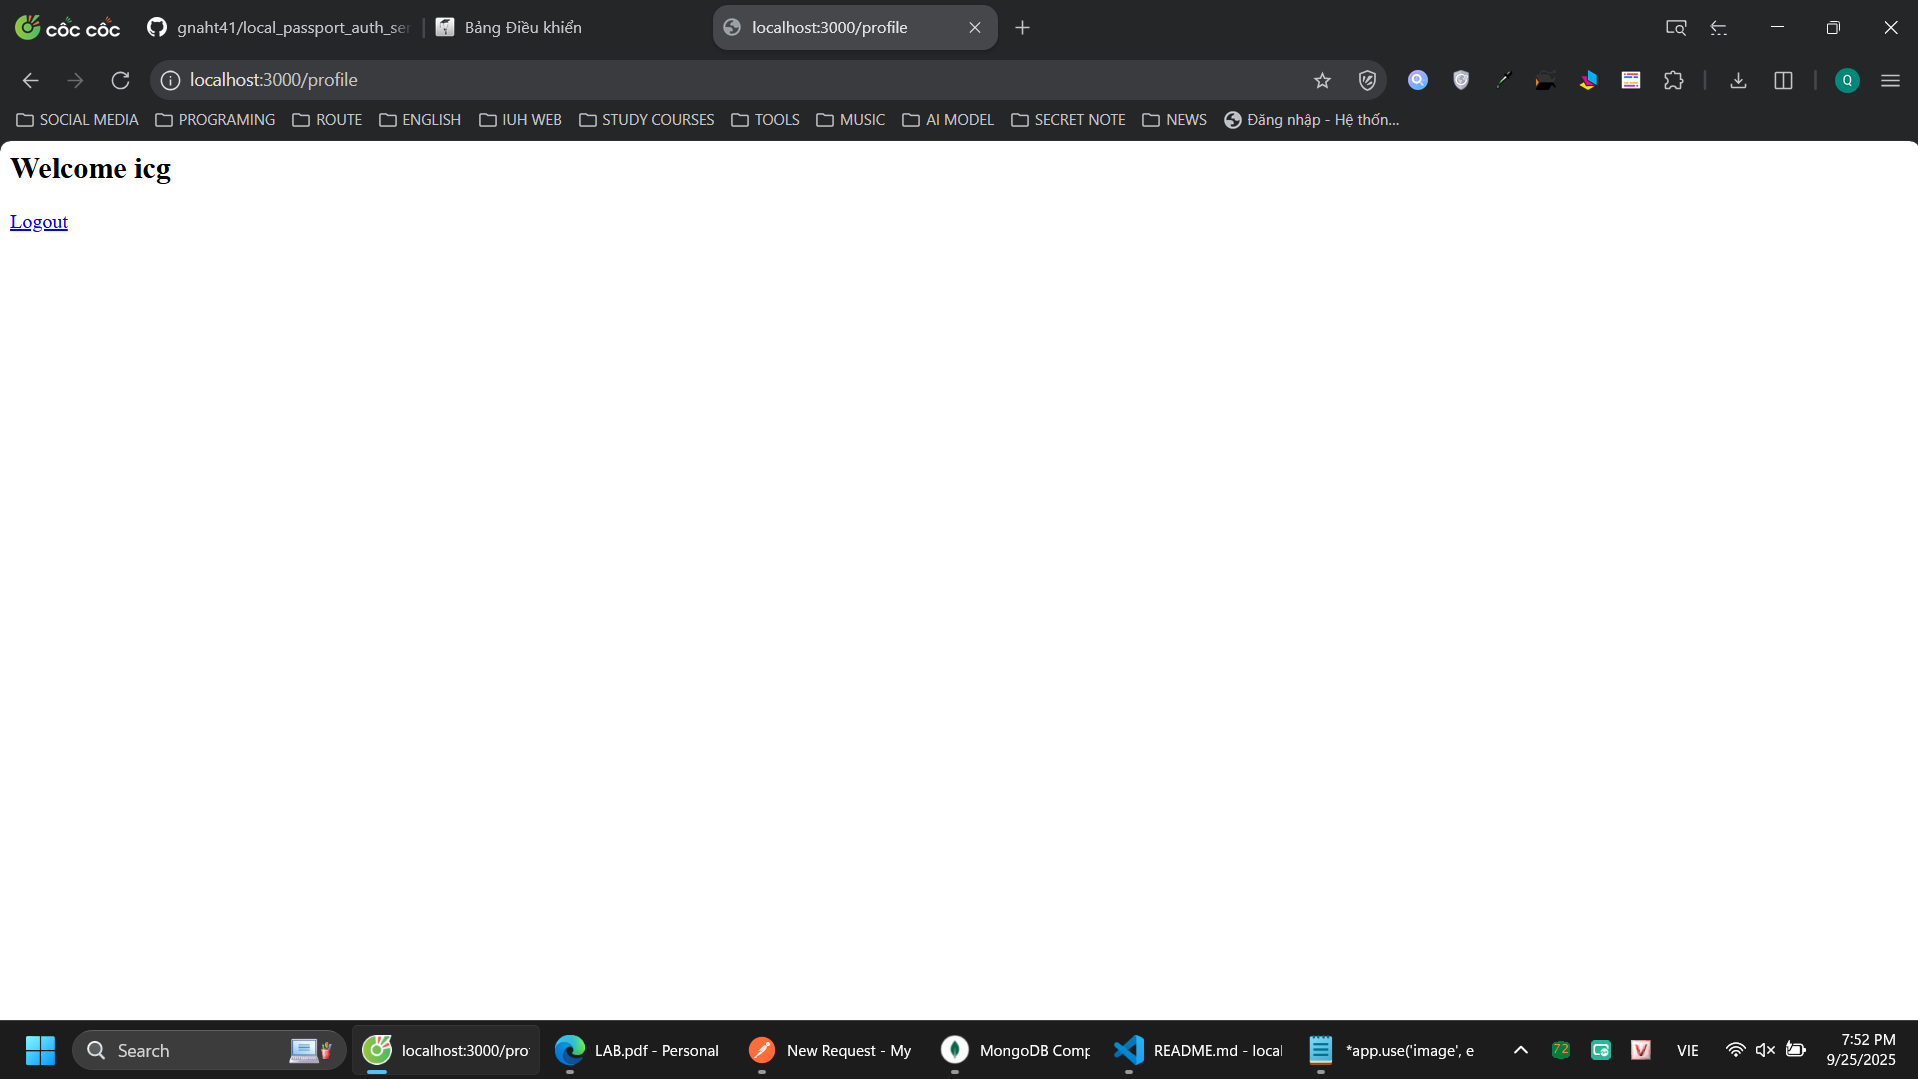 cốc cốc
gnaht41/local_passport_auth_ser
Bảng Điều khiển
localhost:3000/profile
localhost:3000/profile
Q
SOCIAL MEDIA
PROGRAMING
ROUTE
ENGLISH
IUH WEB
STUDY COURSES
TOOLS
MUSIC
AI MODEL
SECRET NOTE
NEWS
Đăng nhập - Hệ thốn...
Welcome icg
Logout
Search
localhost:3000/pro
LAB.pdf - Personal
New Request - My
MongoDB Comp
README.md - local
*app.use('image', e
72
V
VIE
7:52 PM
9/25/2025